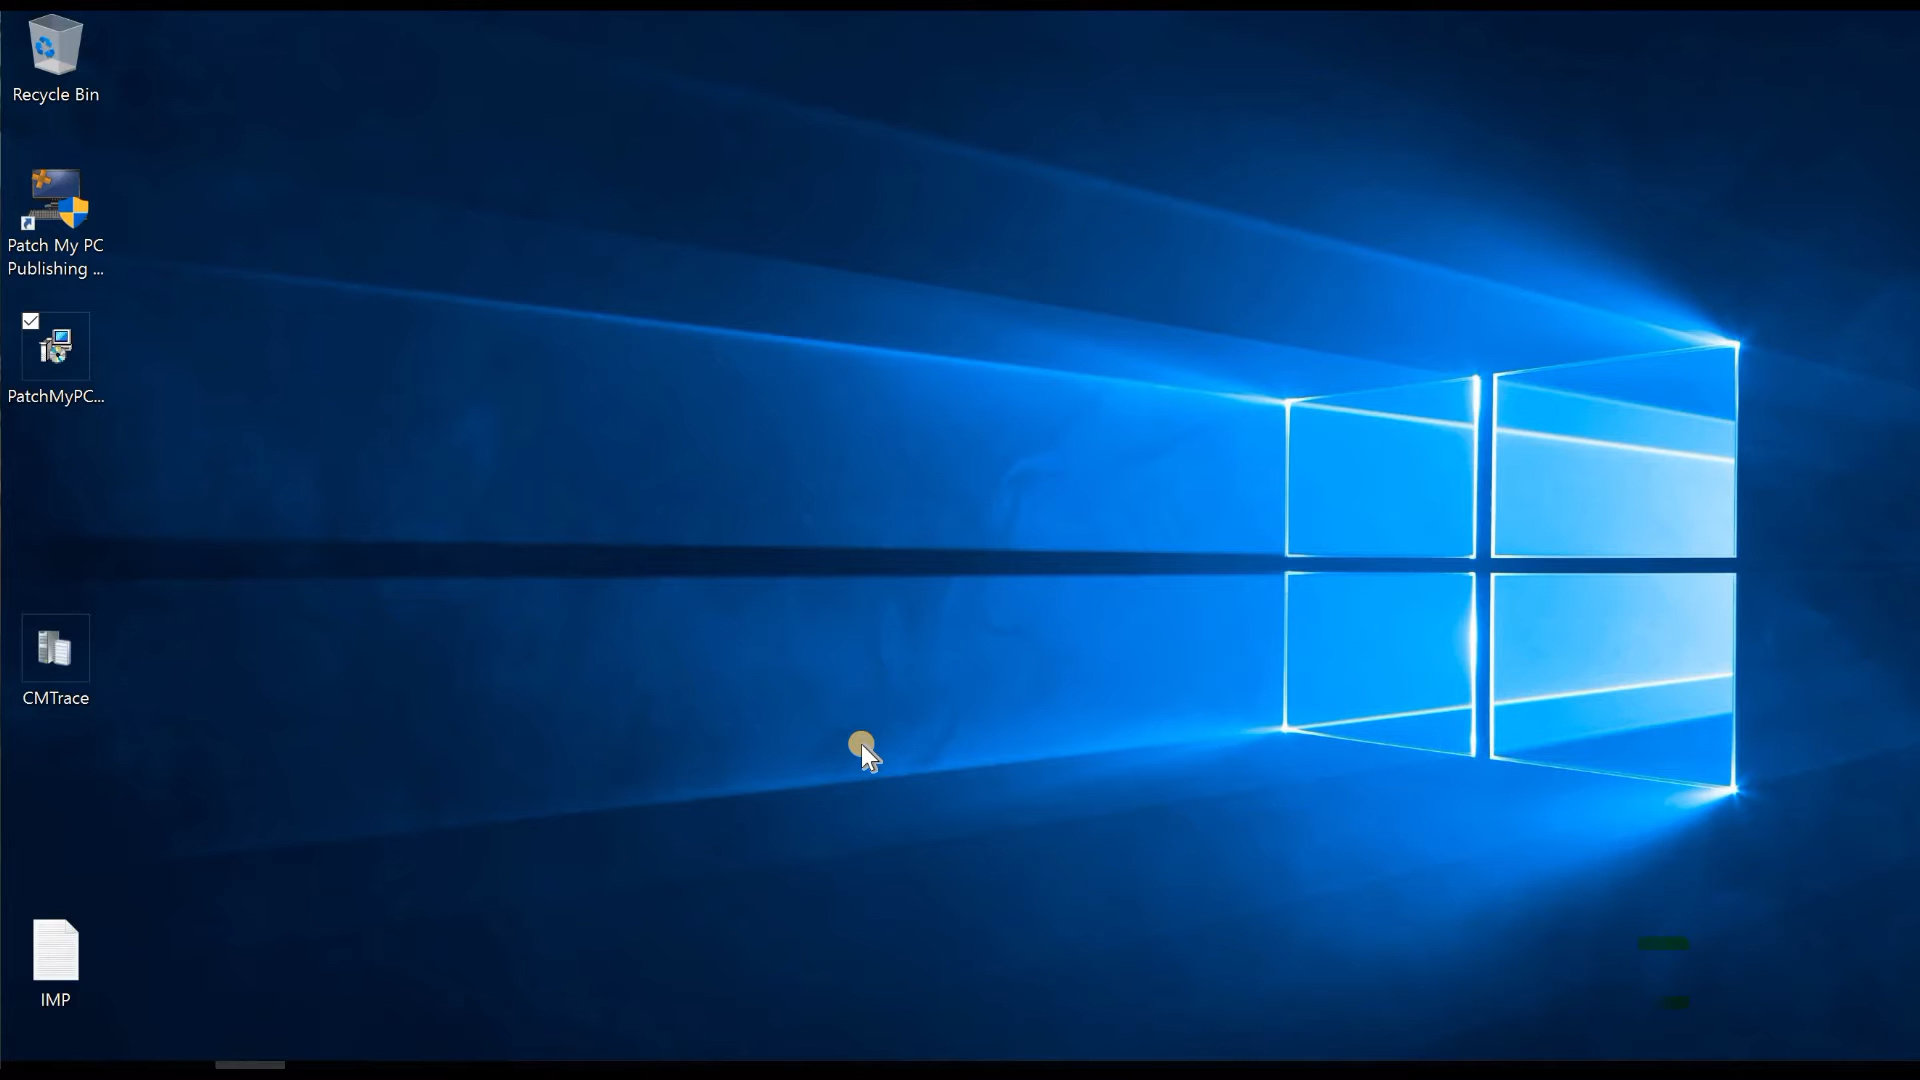 Recycle Bin
Patch My PC
Publishing ...
PatchMyPC...
CMTrace
IMP